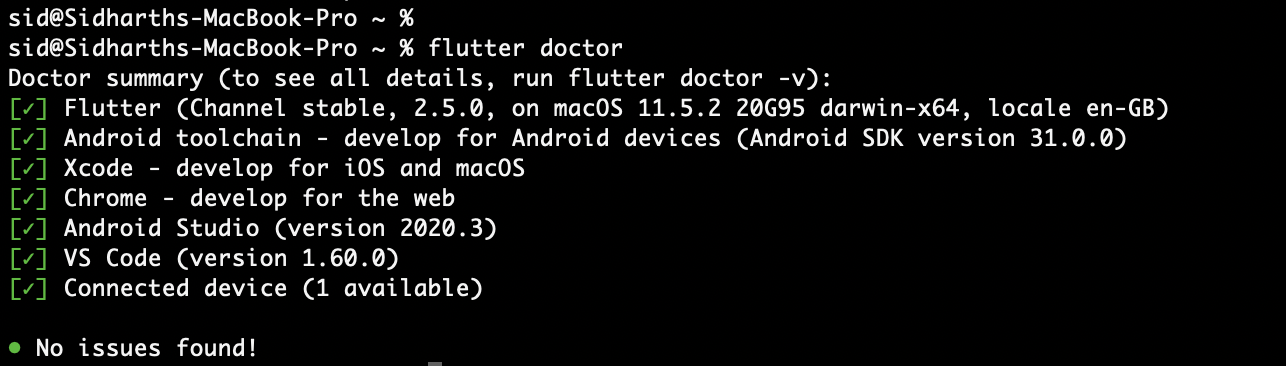 sid@Sidharths-MacBook-Pro ~ %
sid@Sidharths-MacBook-Pro ~ % flutter doctor
Doctor summary (to see all details, run flutter doctor -v):
[✓] Flutter (Channel stable, 2.5.0, on macOS 11.5.2 20G95 darwin-x64, locale en-GB)
[✓] Android toolchain - develop for Android devices (Android SDK version 31.0.0)
[✓] Xcode - develop for iOS and macOS
[✓] Chrome - develop for the web
[✓] Android Studio (version 2020.3)
[✓] VS Code (version 1.60.0)
[✓] Connected device (1 available)
• No issues found!